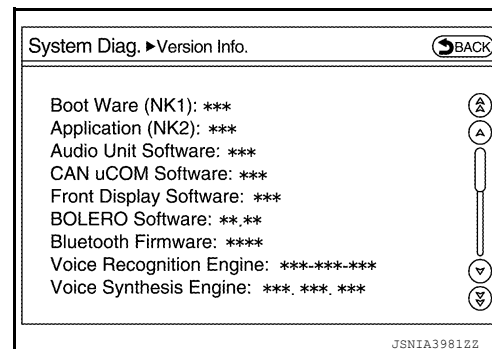 System Diag. ▶Version Info.
BACK
Boot Ware (NK1): ***
Application (NK2): ***
Audio Unit Software: ***
CAN uCOM Software: ***
Front Display Software: ***
BOLERO Software: **.**
Bluetooth Firmware: ****
Voice Recognition Engine: ***-***-***
Voice Synthesis Engine: ***. ***. ***
JSNIA3981ZZ